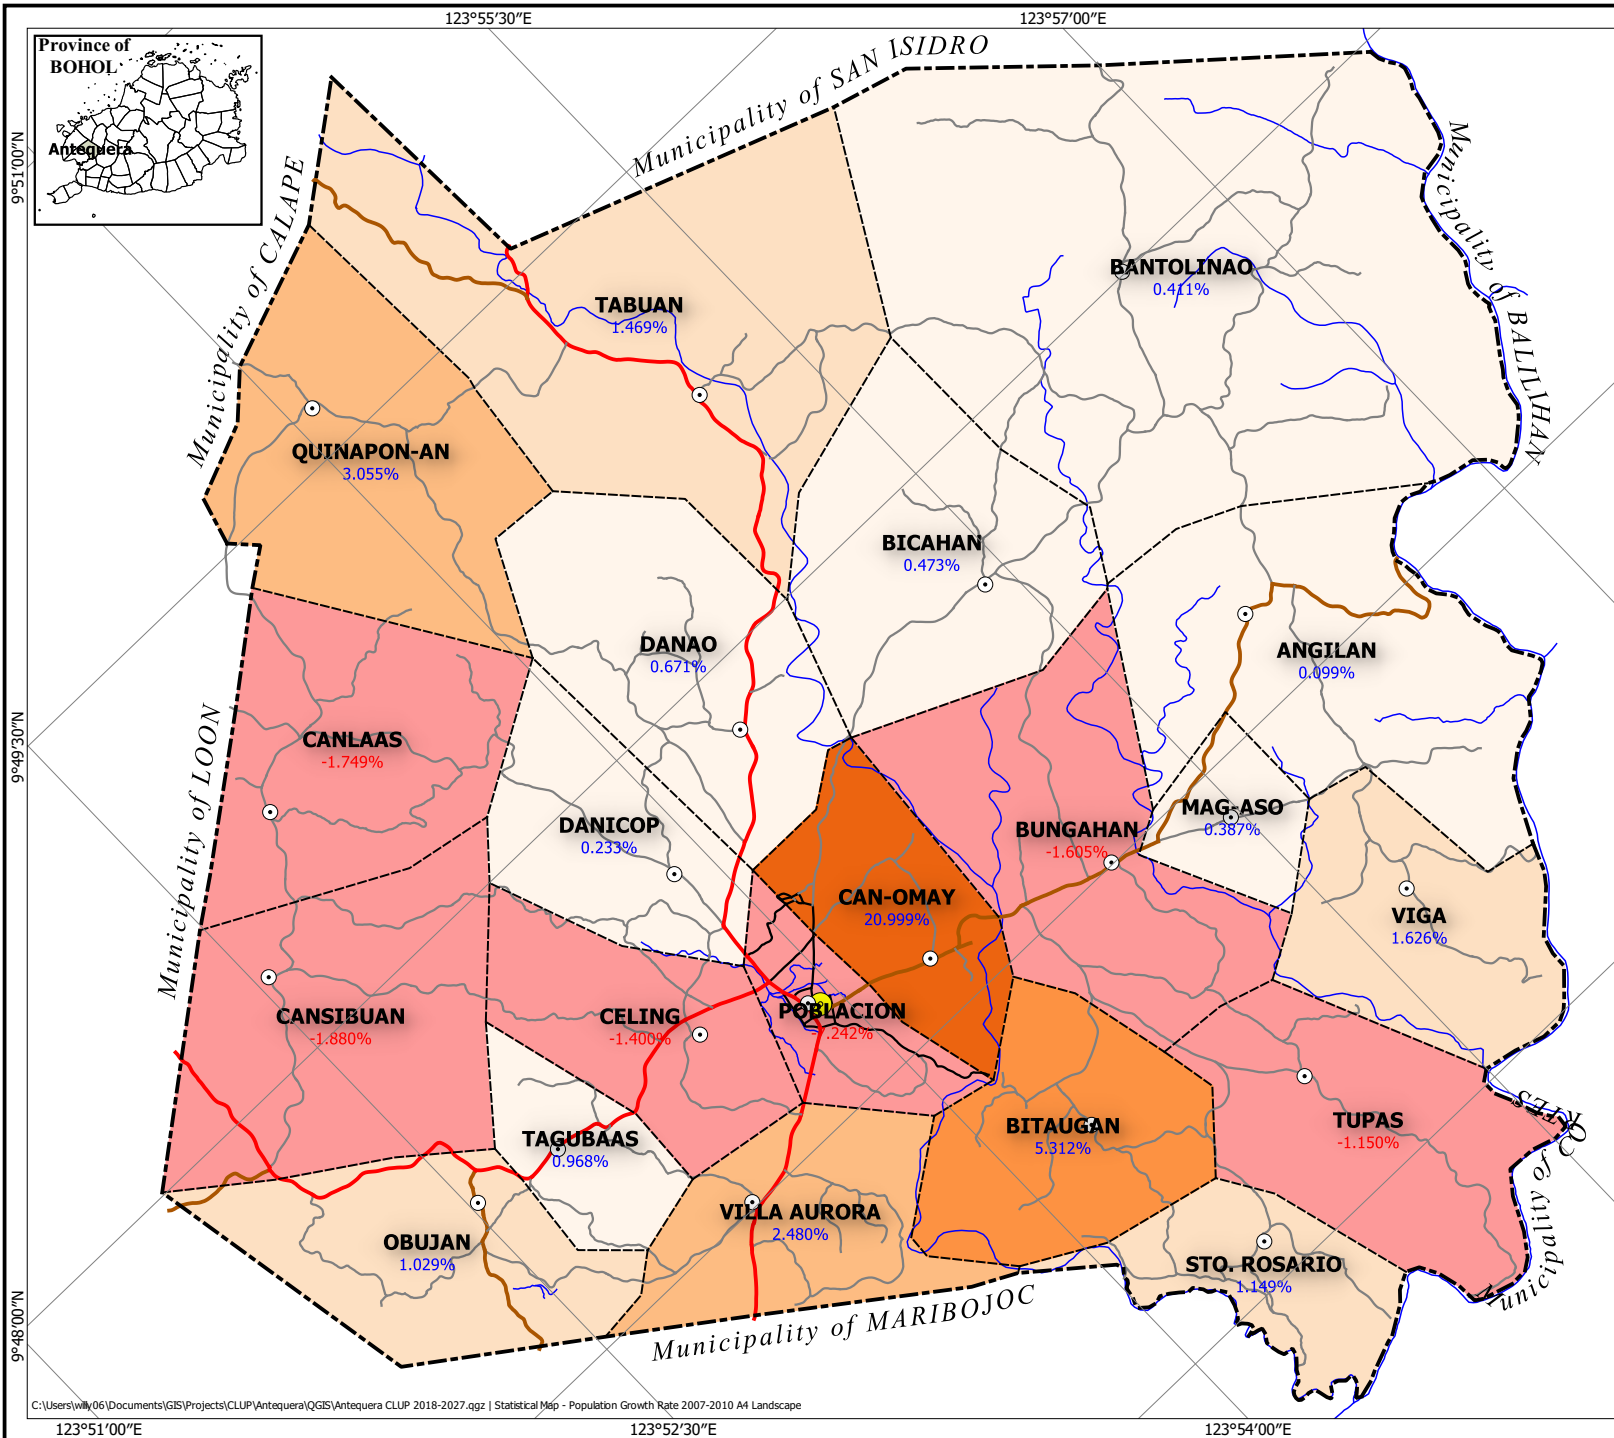 123°55'30"E
123°57'00"E
Province of
BOHOL
Antequera
Municipality of SAN ISIDRO
Municipality of CALAPE
Municipality of BALILIHAN
9°51'00"N
BANTOLINAO
0.411%
TABUAN
1.469%
QUINAPON-AN
3.055%
BICAHAN
0.473%
DANAO
0.671%
ANGILAN
0.099%
9°49'30"N
Municipality of LOON
CANLAAS
-1.749%
MAG-ASO
0.387%
DANICOP
0.233%
BUNGAHAN
-1.605%
CAN-OMAY
20.999%
VIGA
1.626%
CANSIBUAN
-1.880%
CELING
-1.400%
POBLACION
TUPAS
-1.150%
BITAUGAN
5.312%
TAGUBAAS
0.968%
VILLA AURORA
2.480%
OBUJAN
1.029%
STO. ROSARIO
1.149%
Municipality of MARIBOJOC
9°48'00"N
C:\Users\willy06\Documents\GIS\Projects\CLUP\Antequera\QGIS\Antequera CLUP 2018-2027.qgz | Statistical Map - Population Growth Rate 2007-2010 A4 Landscape
123°51'00"E
123°52'30"E
123°54'00"E